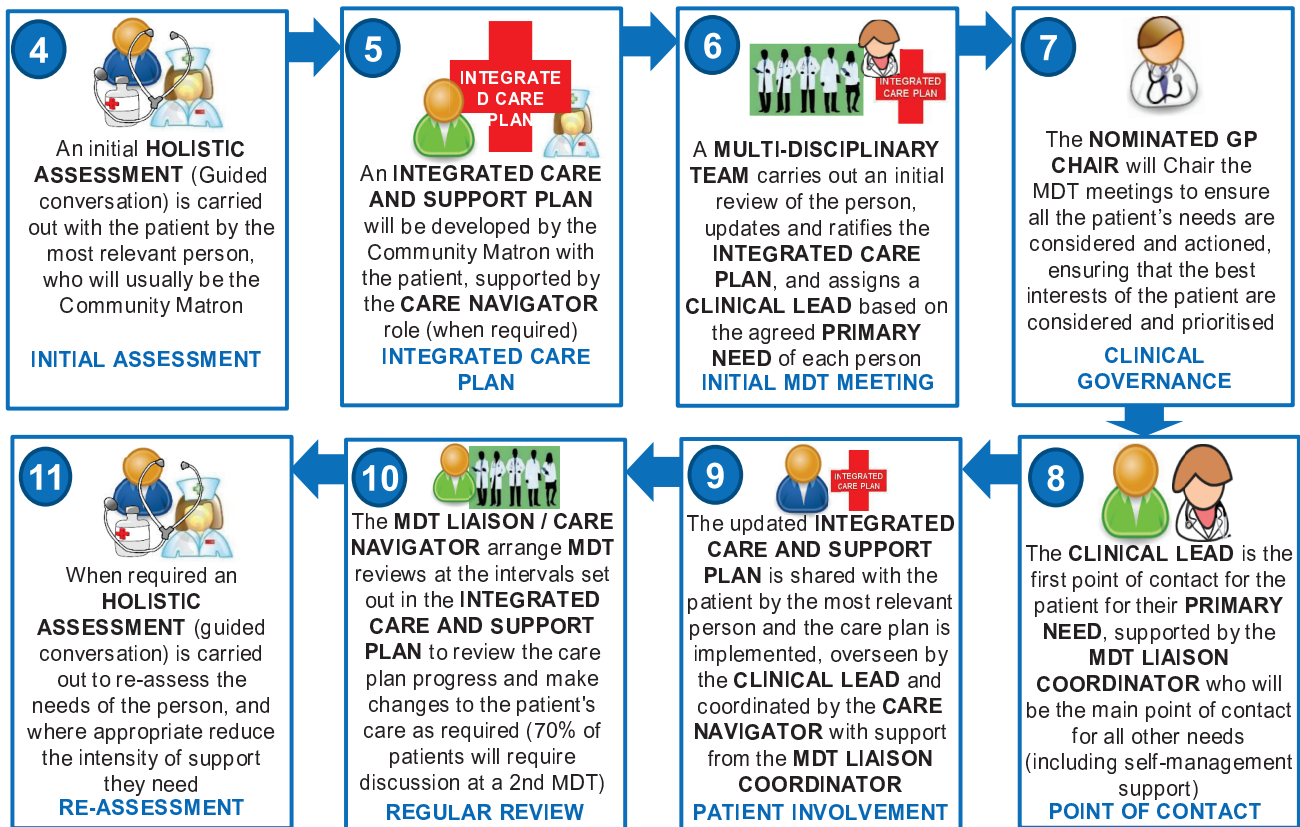 4
An initial HOLISTIC
ASSESSMENT (Guided
conversation) is carried
out with the patient by the
most relevant person,
who will usually be the
Community Matron
INITIAL ASSESSMENT
5
INTEGRATE
D CARE
PLAN
An INTEGRATED CARE
AND SUPPORT PLAN
will be developed by the
Community Matron with
the patient, supported by
the CARE NAVIGATOR
role (when required)
INTEGRATED CARE
PLAN
6
INTEGRATED
CARE PLAN
A MULTI-DISCIPLINARY
TEAM carries out an initial
review of the person,
updates and ratifies the
INTEGRATED CARE
PLAN, and assigns a
CLINICAL LEAD based on
the agreed PRIMARY
NEED of each person
INITIAL MDT MEETING
7
The NOMINATED GP
CHAIR will Chair the
MDT meetings to ensure
all the patient's needs are
considered and actioned,
ensuring that the best
interests of the patient are
considered and prioritised
CLINICAL
GOVERNANCE
8
The CLINICAL LEAD is the
first point of contact for the
patient for their PRIMARY
NEED, supported by the
MDT LIAISON
COORDINATOR who will
be the main point of contact
for all other needs
(including self-management
support)
POINT OF CONTACT
9
INTEGRATED
CARE PLAN
The updated INTEGRATED
CARE AND SUPPORT
PLAN is shared with the
patient by the most relevant
person and the care plan is
implemented, overseen by
the CLINICAL LEAD and
coordinated by the CARE
NAVIGATOR with support
from the MDT LIAISON
COORDINATOR
PATIENT INVOLVEMENT
10
The MDT LIAISON / CARE
NAVIGATOR arrange MDT
reviews at the intervals set
out in the INTEGRATED
CARE AND SUPPORT
PLAN to review the care
plan progress and make
changes to the patient's
care as required (70% of
patients will require
discussion at a 2nd MDT)
REGULAR REVIEW
11
When required an
HOLISTIC
ASSESSMENT (guided
conversation) is carried
out to re-assess the
needs of the person, and
where appropriate reduce
the intensity of support
they need
RE-ASSESSMENT